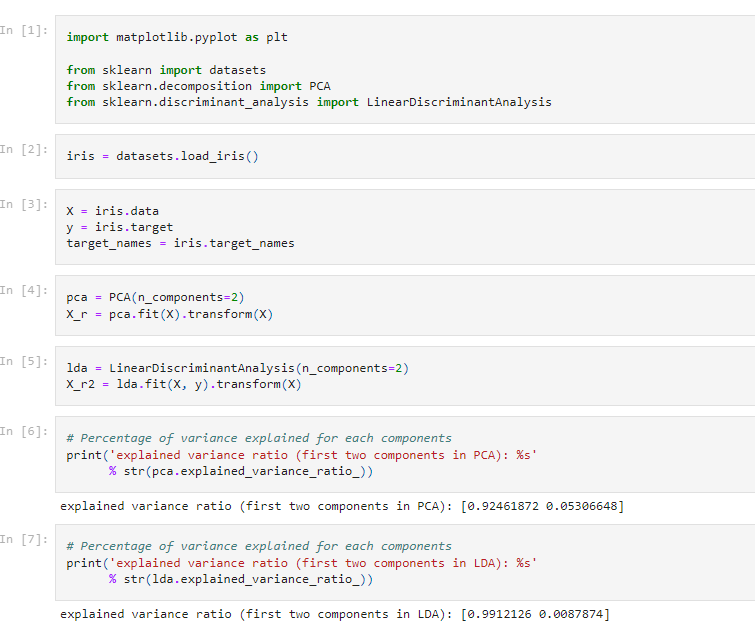 In [1]:
import matplotlib.pyplot as plt
from sklearn import datasets
from sklearn.decomposition import PCA
from sklearn.discriminant_analysis import LinearDiscriminantAnalysis
In [2]:
iris = datasets.load_iris()
In [3]:
X = iris.data
y = iris.target
target_names = iris.target_names
In [4]:
pca = PCA(n_components=2)
X_r = pca.fit(X).transform(X)
In [5]:
lda = LinearDiscriminantAnalysis(n_components=2)
X_r2 = lda.fit(X, y).transform(X)
In [6]:
# Percentage of variance explained for each components
print('explained variance ratio (first two components in PCA): %s'
% str(pca.explained_variance_ratio_))
explained variance ratio (first two components in PCA): [0.92461872 0.05306648]
In [7]:
# Percentage of variance explained for each components
print('explained variance ratio (first two components in LDA): %s'
% str(lda.explained_variance_ratio_))
explained variance ratio (first two components in LDA): [0.9912126 0.0087874]